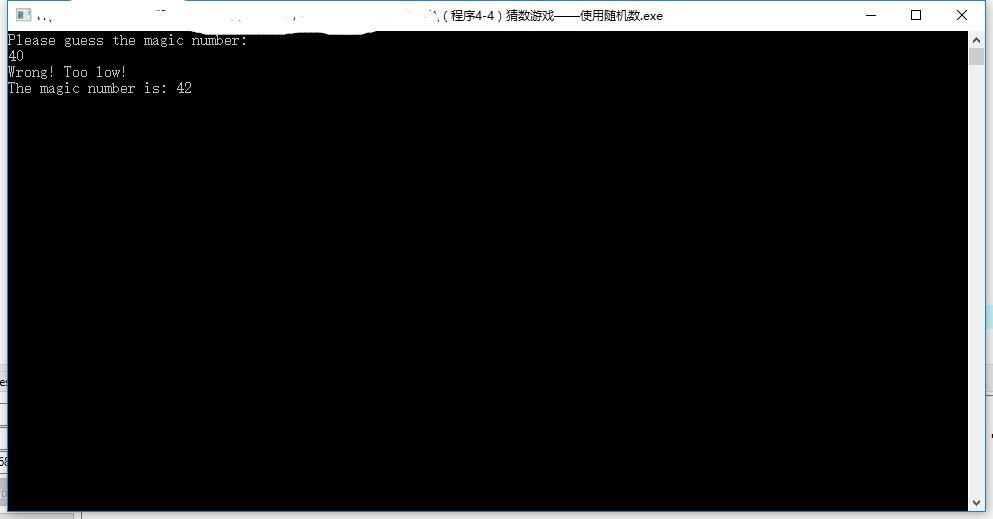 （程序4-4）猜数游戏——使用随机数.exe
Please guess the magic number:
40
Wrong! Too low!
The magic number is: 42